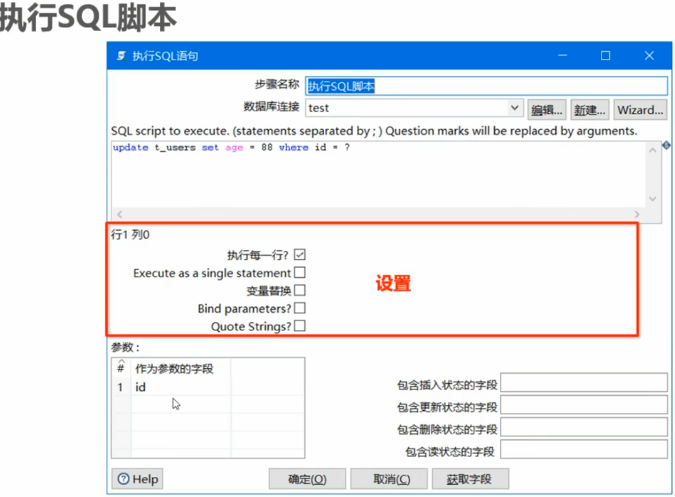 执行SQL脚本
执行SQL语句
步骤名称 执行SQL脚本
数据库连接 test 编辑... 新建... Wizard...
SQL script to execute. (statements separated by ; ) Question marks will be replaced by arguments.
update t_users set age = 88 where id = ?
行1 列0
执行每一行?
Execute as a single statement
变量替换
Bind parameters?
Quote Strings?
设置
参数 :
# 作为参数的字段
1 id
包含插入状态的字段
包含更新状态的字段
包含删除状态的字段
包含读状态的字段
Help 确定(O) 取消(C) 获取字段